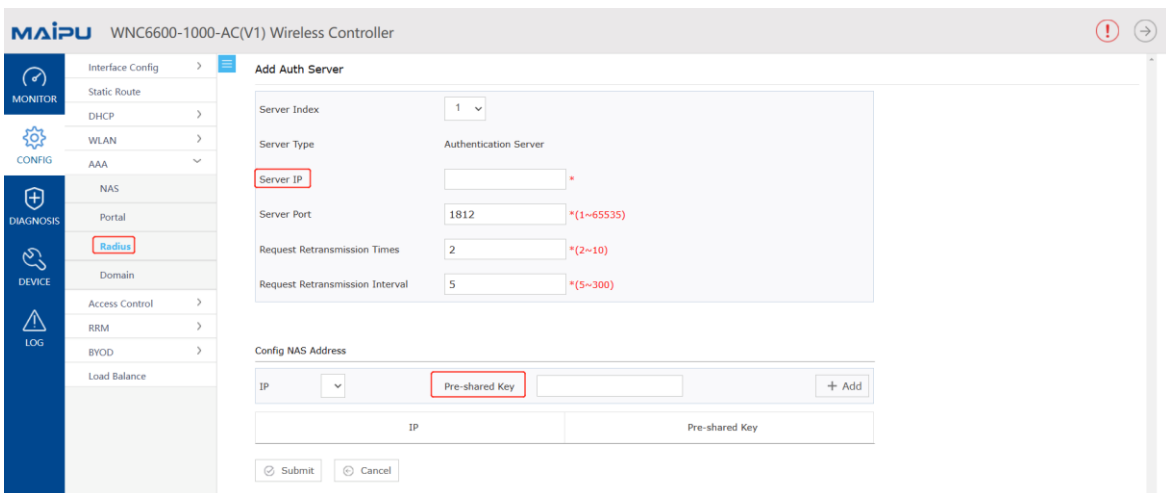 MAIPU WNC6600-1000-AC(V1) Wireless Controller
MONITOR
CONFIG
DIAGNOSIS
DEVICE
LOG
Interface Config
Static Route
DHCP
WLAN
AAA
NAS
Portal
Radius
Domain
Access Control
RRM
BYOD
Load Balance
Add Auth Server
Server Index 1
Server Type Authentication Server
Server IP *
Server Port 1812 *(1~65535)
Request Retransmission Times 2 *(2~10)
Request Retransmission Interval 5 *(5~300)
Config NAS Address
IP Pre-shared Key + Add
IP Pre-shared Key
Submit Cancel